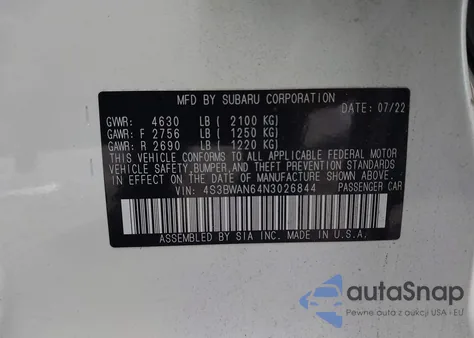 MFD BY SUBARU CORPORATION
DATE: 07/22
GVWR: 4630 LB ( 2100 KG)
GAWR: F 2756 LB ( 1250 KG)
GAWR: R 2690 LB ( 1220 KG)
THIS VEHICLE CONFORMS TO ALL APPLICABLE FEDERAL MOTOR
VEHICLE SAFETY, BUMPER, AND THEFT PREVENTION
STANDARDS IN EFFECT ON THE DATE OF MANUFACTURE SHOWN ABOVE.
VIN: 4S3BWAN64N3026844 PASSENGER CAR
ASSEMBLED BY SIA INC. MADE IN U.S.A.
autoSnap
Pewne auta z aukcji USA i EU